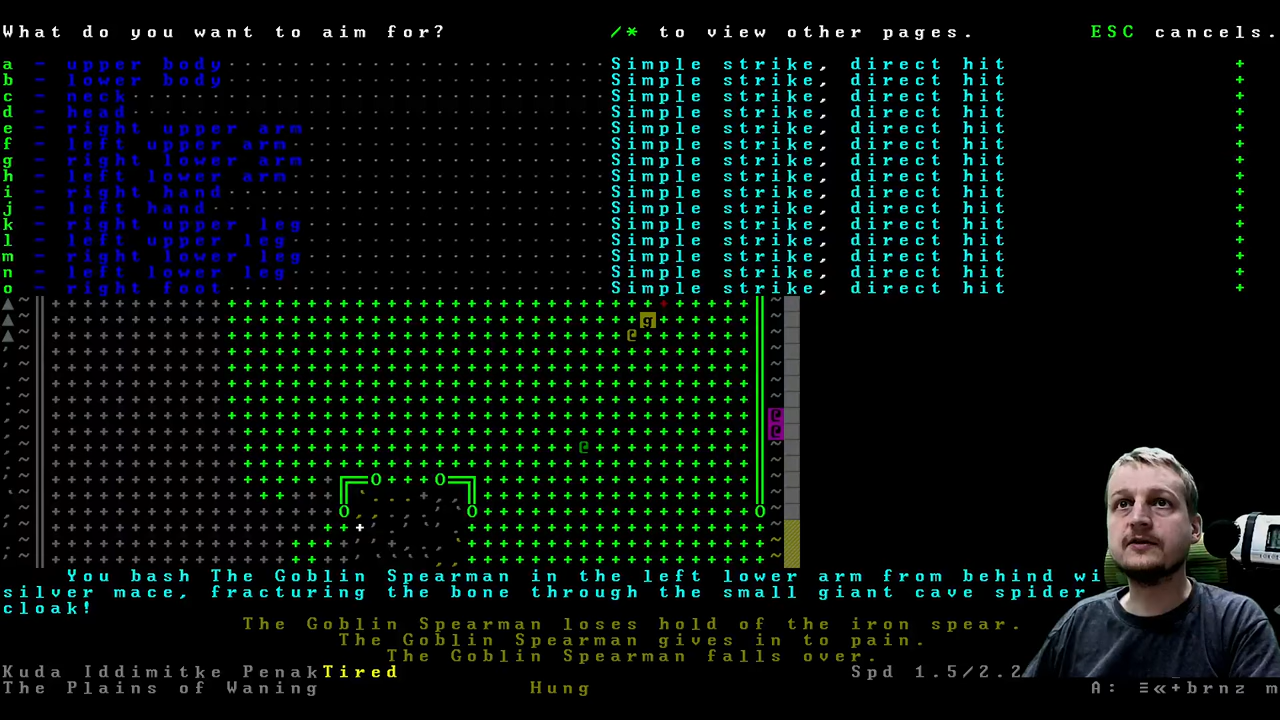 What do you want to aim for? /* to view other pages. ESC cancels.
a - upper body Simple strike, direct hit +
b - lower body Simple strike, direct hit +
c - neck Simple strike, direct hit +
d - head Simple strike, direct hit +
e - right upper arm Simple strike, direct hit +
f - left upper arm Simple strike, direct hit +
g - right lower arm Simple strike, direct hit +
h - left lower arm Simple strike, direct hit +
i - right hand Simple strike, direct hit +
j - left hand Simple strike, direct hit +
k - right upper leg Simple strike, direct hit +
l - left upper leg Simple strike, direct hit +
m - right lower leg Simple strike, direct hit +
n - left lower leg Simple strike, direct hit +
o - right foot Simple strike, direct hit +
You bash The Goblin Spearman in the left lower arm from behind wi
silver mace, fracturing the bone through the small giant cave spider
cloak!
The Goblin Spearman loses hold of the iron spear.
The Goblin Spearman gives in to pain.
The Goblin Spearman falls over.
Kuda Iddimitke Penak Tired Spd 1.5/2.2
The Plains of Waning Hung A: ≡«+brnz m